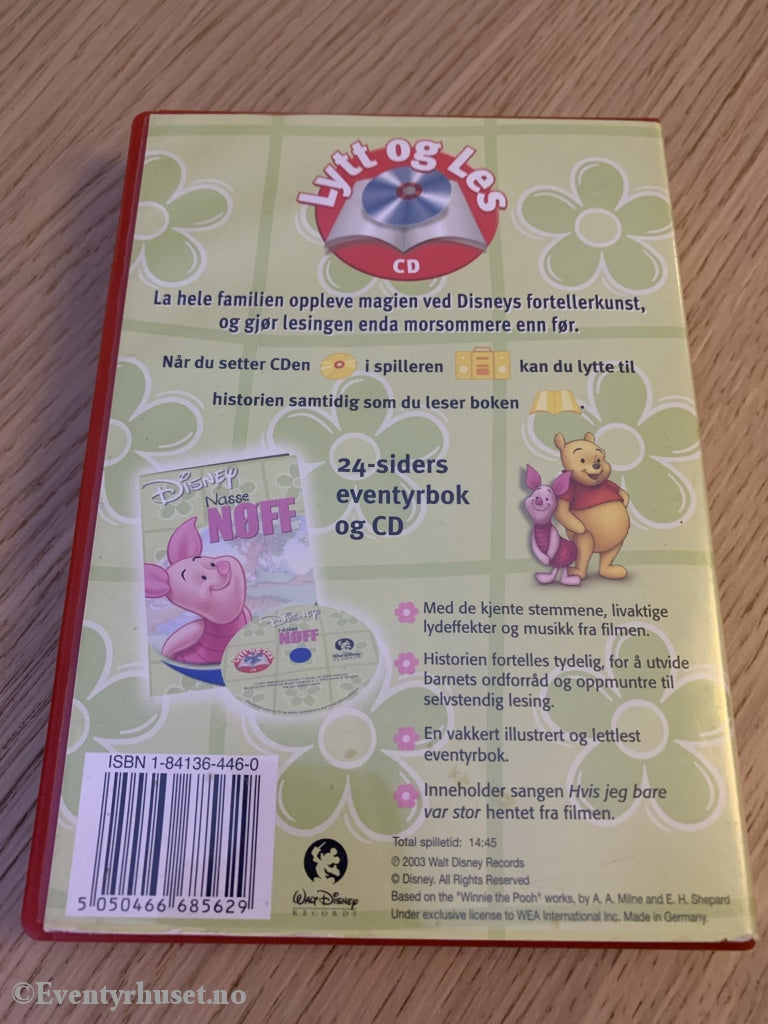 Lytt og Les
CD
La hele familien oppleve magien ved Disneys fortellerkunst,
og gjør lesingen enda morsommere enn før.
Når du setter CDen i spilleren kan du lytte til
historien samtidig som du leser boken .
24-siders
eventyrbok
og CD
Disney
Nasse
NØFF
Disney
Nasse
NØFF
Med de kjente stemmene, livaktige
lydeffekter og musikk fra filmen.
Historien fortelles tydelig, for å utvide
barnets ordforråd og oppmuntre til
selvstendig lesing.
En vakkert illustrert og lettlest
eventyrbok.
Inneholder sangen Hvis jeg bare
var stor hentet fra filmen.
ISBN 1-84136-446-0
5 050466 685629
Walt Disney
RECORDS
Total spilletid: 14:45
℗ 2003 Walt Disney Records
© Disney. All Rights Reserved
Based on the "Winnie the Pooh" works, by A. A. Milne and E. H. Shepard
Under exclusive license to WEA International Inc. Made in Germany.
©Eventyrhuset.no